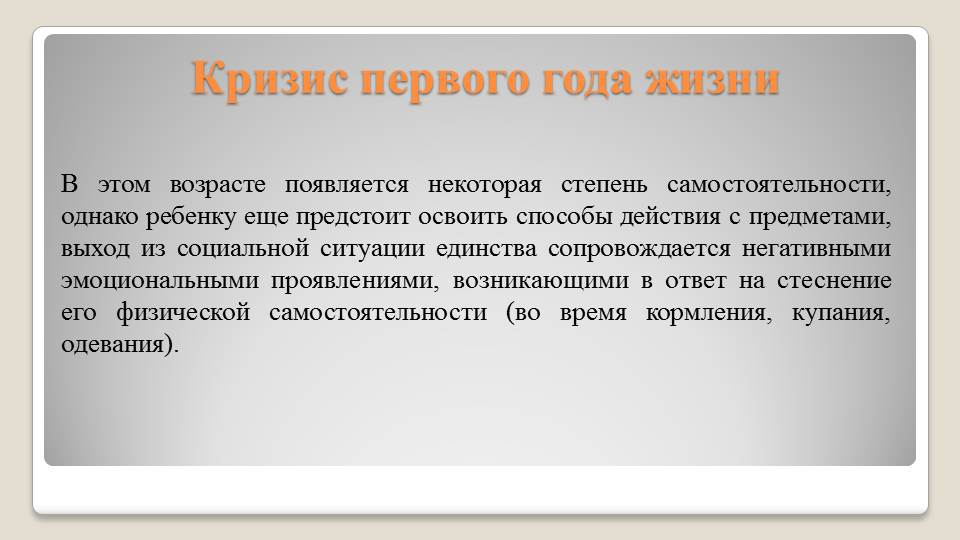 Кризис первого года жизни
В этом возрасте появляется некоторая степень самостоятельности,
однако ребенку еще предстоит освоить способы действия с предметами,
выход из социальной ситуации единства сопровождается негативными
эмоциональными проявлениями, возникающими в ответ на стеснение
его физической самостоятельности (во время кормления, купания,
одевания).